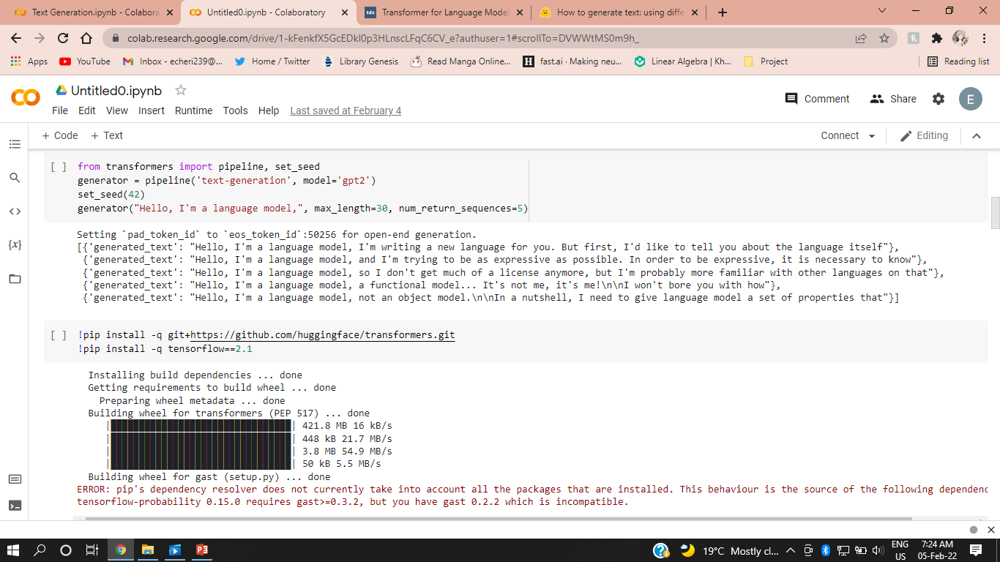 Text Generation.ipynb - Colabora
Untitled0.ipynb - Colaboratory
tds Transformer for Language Mode
How to generate text: using diffe
colab.research.google.com/drive/1-kFenkfX5GcEDkI0p3HLnscLFqC6CV_e?authuser=1#scrollTo=DVWWtMS0m9h_
Apps YouTube Inbox - echeri239@... Home / Twitter Library Genesis Read Manga Online... fast.ai · Making neu... Linear Algebra | Kh... Project Reading list
Untitled0.ipynb
Comment Share E
File Edit View Insert Runtime Tools Help Last saved at February 4
+ Code + Text Connect Editing
[ ] from transformers import pipeline, set_seed
generator = pipeline('text-generation', model='gpt2')
set_seed(42)
generator("Hello, I'm a language model,", max_length=30, num_return_sequences=5)
Setting `pad_token_id` to `eos_token_id`:50256 for open-end generation.
[{'generated_text': "Hello, I'm a language model, I'm writing a new language for you. But first, I'd like to tell you about the language itself"},
{'generated_text': "Hello, I'm a language model, and I'm trying to be as expressive as possible. In order to be expressive, it is necessary to know"},
{'generated_text': "Hello, I'm a language model, so I don't get much of a license anymore, but I'm probably more familiar with other languages on that"},
{'generated_text': "Hello, I'm a language model, a functional model... It's not me, it's me!\n\nI won't bore you with how"},
{'generated_text': "Hello, I'm a language model, not an object model.\n\nIn a nutshell, I need to give language model a set of properties that"}]
[ ] !pip install -q git+https://github.com/huggingface/transformers.git
!pip install -q tensorflow==2.1
Installing build dependencies ... done
Getting requirements to build wheel ... done
Preparing wheel metadata ... done
Building wheel for transformers (PEP 517) ... done
421.8 MB 16 kB/s
448 kB 21.7 MB/s
3.8 MB 54.9 MB/s
50 kB 5.5 MB/s
Building wheel for gast (setup.py) ... done
ERROR: pip's dependency resolver does not currently take into account all the packages that are installed. This behaviour is the source of the following dependenc
tensorflow-probability 0.15.0 requires gast>=0.3.2, but you have gast 0.2.2 which is incompatible.
19°C Mostly cl... ENG 7:24 AM
US 05-Feb-22